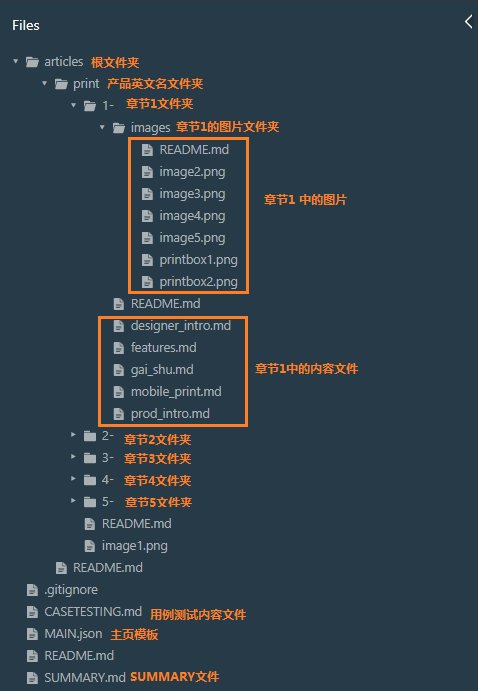 Files
articles 根文件夹
print 产品英文名文件夹
1- 章节1文件夹
images 章节1的图片文件夹
README.md
image2.png
image3.png 章节1 中的图片
image4.png
image5.png
printbox1.png
printbox2.png
README.md
designer_intro.md
features.md
gai_shu.md 章节1中的内容文件
mobile_print.md
prod_intro.md
2- 章节2文件夹
3- 章节3文件夹
4- 章节4文件夹
5- 章节5文件夹
README.md
image1.png
README.md
.gitignore
CASETESTING.md 用例测试内容文件
MAIN.json 主页模板
README.md
SUMMARY.md SUMMARY文件